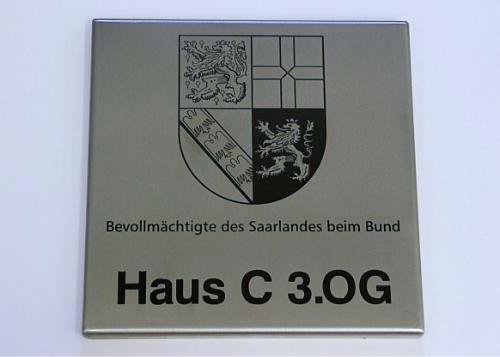 Bevollmächtigte des Saarlandes beim Bund
Haus C 3.OG